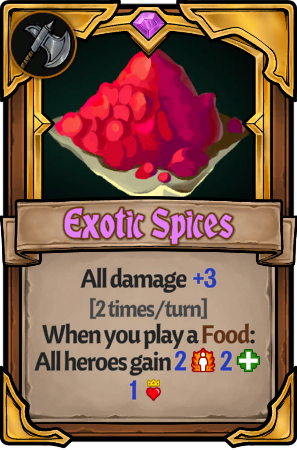 Exotic Spices
All damage +3
[2 times/turn]
When you play a Food:
All heroes gain 2 2
1